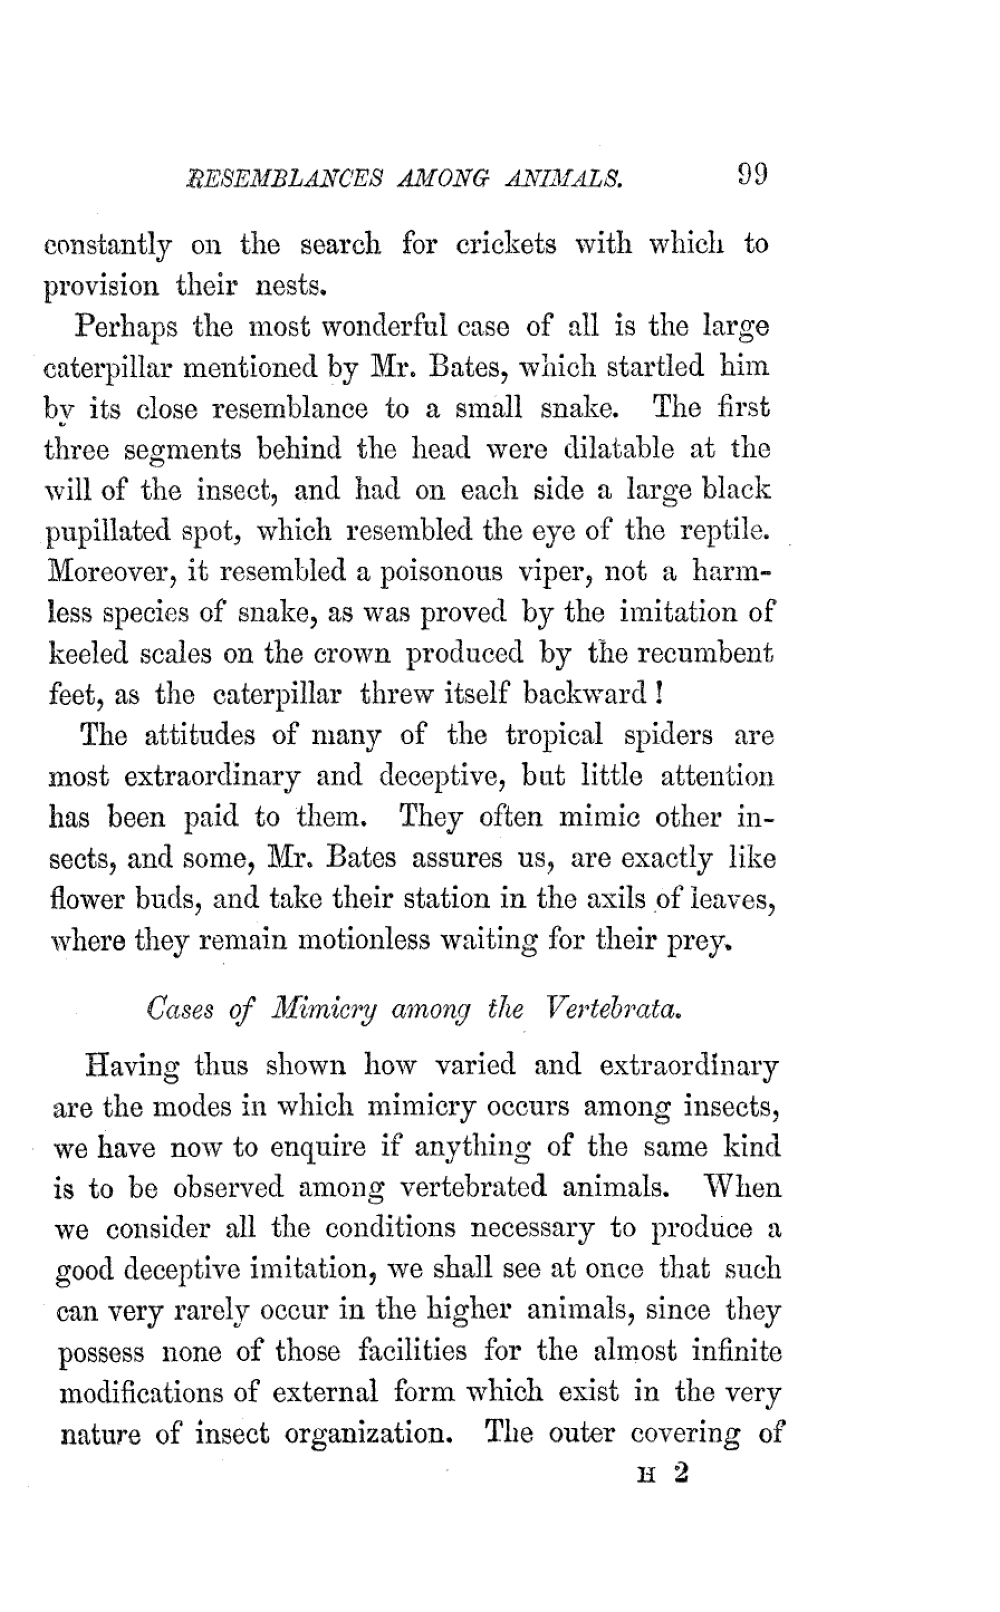 RESEMBLANCES AMONG ANIMALS. 99
constantly on the search for crickets with which to
provision their nests.
Perhaps the most wonderful case of all is the large
caterpillar mentioned by Mr. Bates, which startled him
by its close resemblance to a small snake. The first
three segments behind the head were dilatable at the
will of the insect, and had on each side a large black
pupillated spot, which resembled the eye of the reptile.
Moreover, it resembled a poisonous viper, not a harm-
less species of snake, as was proved by the imitation of
keeled scales on the crown produced by the recumbent
feet, as the caterpillar threw itself backward !
The attitudes of many of the tropical spiders are
most extraordinary and deceptive, but little attention
has been paid to them. They often mimic other in-
sects, and some, Mr. Bates assures us, are exactly like
flower buds, and take their station in the axils of leaves,
where they remain motionless waiting for their prey.
Cases of Mimicry among the Vertebrata.
Having thus shown how varied and extraordinary
are the modes in which mimicry occurs among insects,
we have now to enquire if anything of the same kind
is to be observed among vertebrated animals. When
we consider all the conditions necessary to produce a
good deceptive imitation, we shall see at once that such
can very rarely occur in the higher animals, since they
possess none of those facilities for the almost infinite
modifications of external form which exist in the very
nature of insect organization. The outer covering of
H 2